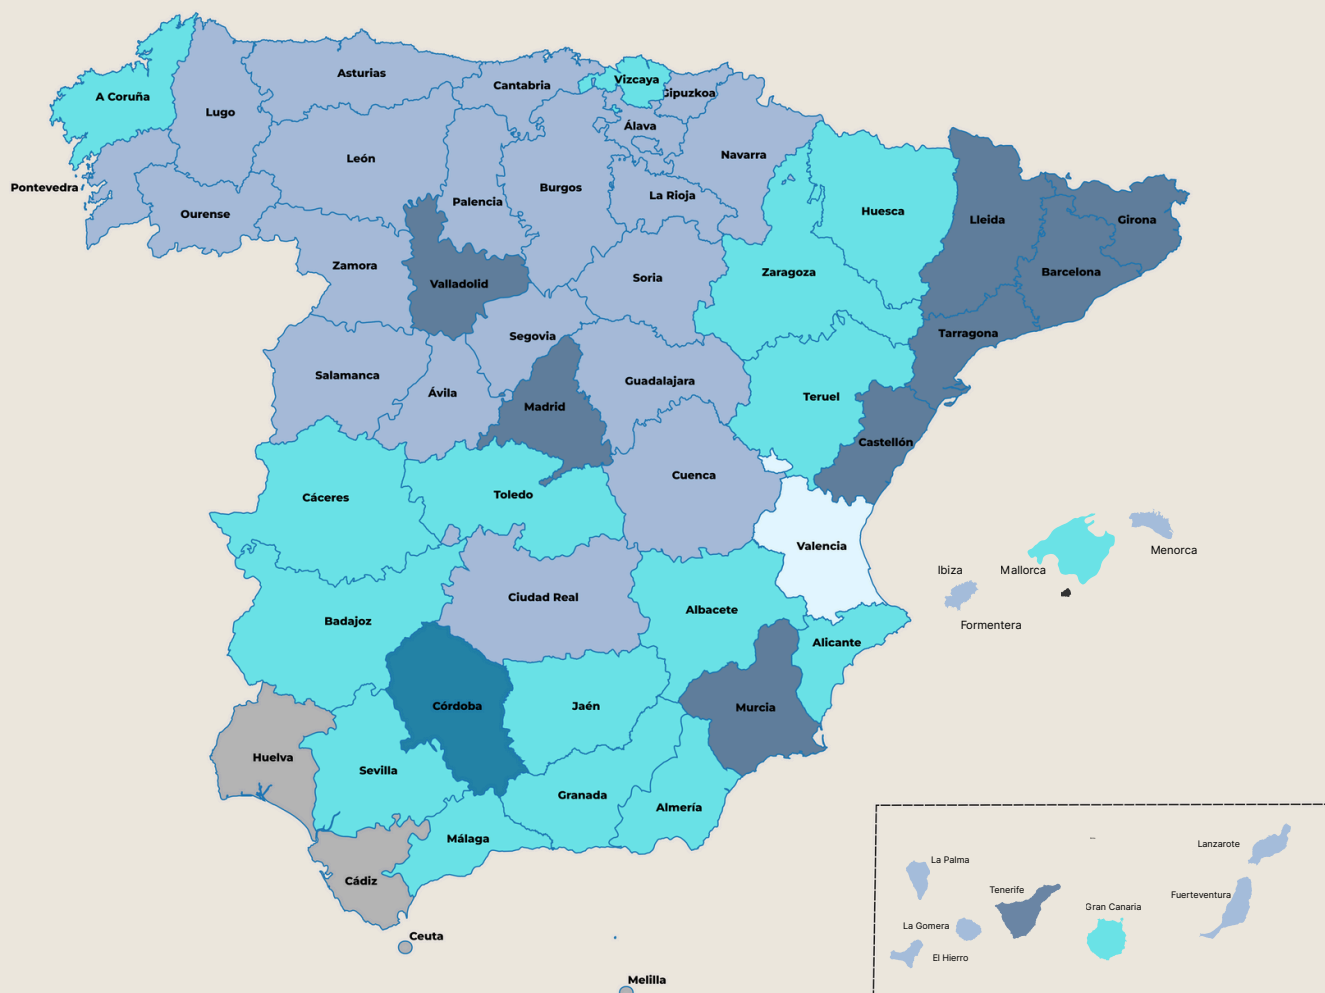 Asturias
Cantabria
Vizcaya
Gipuzkoa
A Coruña
Lugo
Álava
León
Navarra
Pontevedra
Burgos
La Rioja
Palencia
Ourense
Huesca
Lleida
Girona
Zamora
Valladolid
Soria
Zaragoza
Barcelona
Segovia
Tarragona
Salamanca
Ávila
Guadalajara
Madrid
Teruel
Castellón
Cuenca
Cáceres
Toledo
Valencia
Menorca
Ibiza
Mallorca
Ciudad Real
Albacete
Badajoz
Formentera
Alicante
Córdoba
Jaén
Murcia
Huelva
Sevilla
Granada
Almería
Málaga
Cádiz
Lanzarote
La Palma
Tenerife
Fuerteventura
Gran Canaria
La Gomera
Ceuta
El Hierro
Melilla